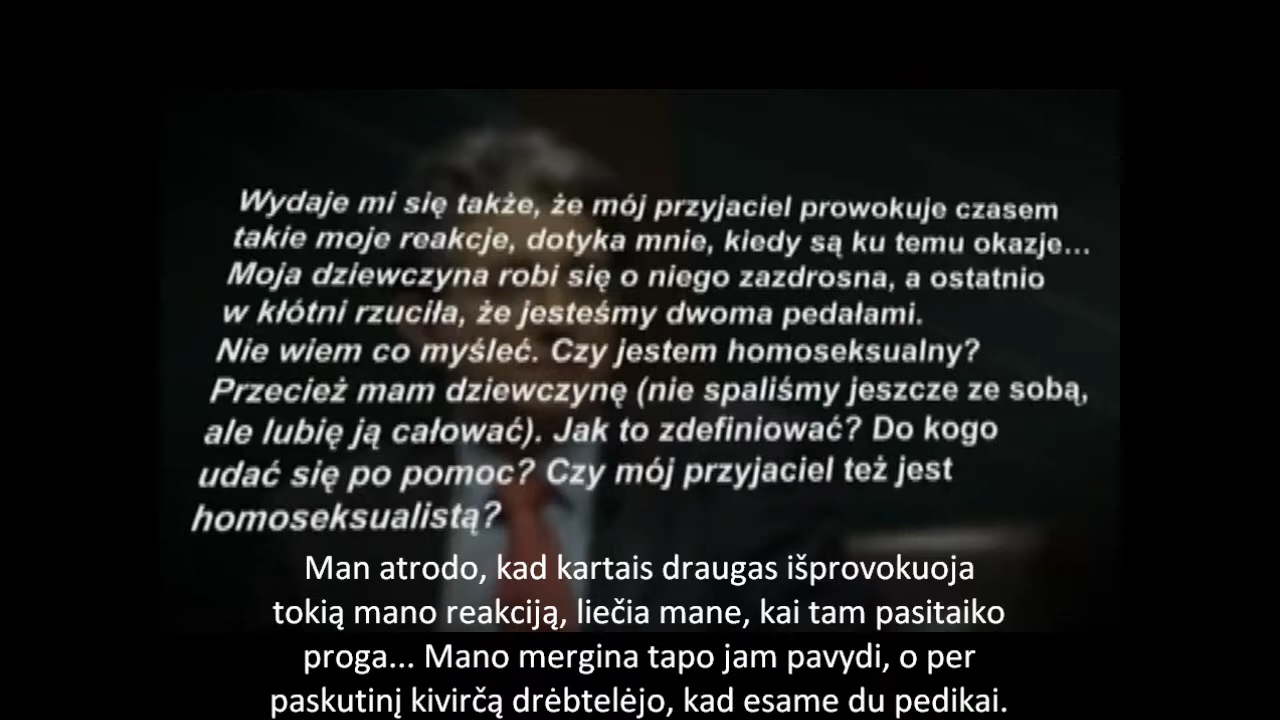 Wydaje mi się także, że mój przyjaciel prowokuje czasem
takie moje reakcje, dotyka mnie, kiedy są ku temu okazje...
Moja dziewczyna robi się o niego zazdrosna, a ostatnio
w kłótni rzuciła, że jesteśmy dwoma pedałami.
Nie wiem co myśleć. Czy jestem homoseksualny?
Przecież mam dziewczynę (nie spaliśmy jeszcze ze sobą,
ale lubię ją całować). Jak to zdefiniować? Do kogo
udać się po pomoc? Czy mój przyjaciel też jest
homoseksualistą?
Man atrodo, kad kartais draugas išprovokuoja
tokią mano reakciją, liečia mane, kai tam pasitaiko
proga... Mano mergina tapo jam pavydi, o per
paskutinį kivirčą drėbtelėjo, kad esame du pedikai.